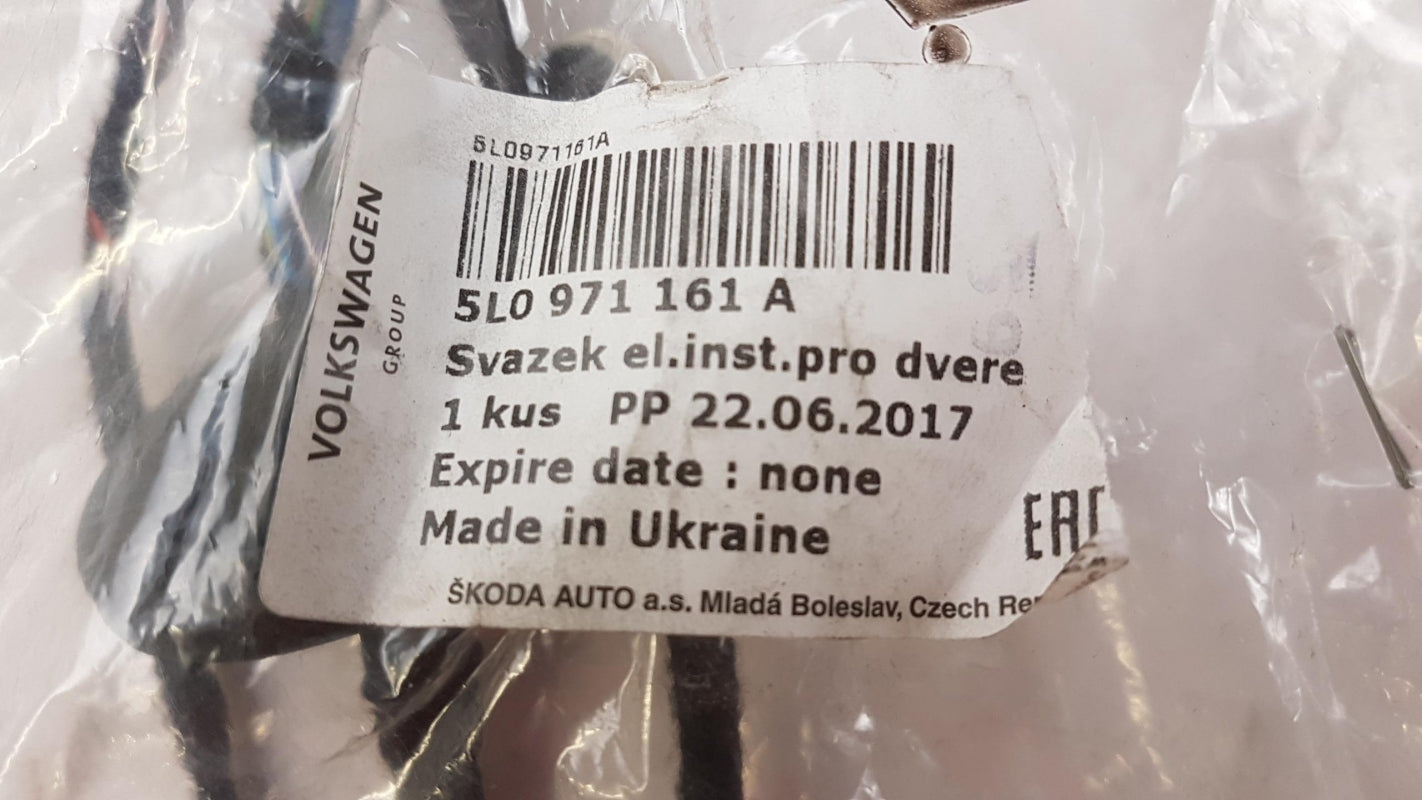 5L0971161A
VOLKSWAGEN
GROUP
5L0 971 161 A
Svazek el.inst.pro dvere
1 kus PP 22.06.2017
Expire date : none
Made in Ukraine
EAC
ŠKODA AUTO a.s. Mladá Boleslav, Czech